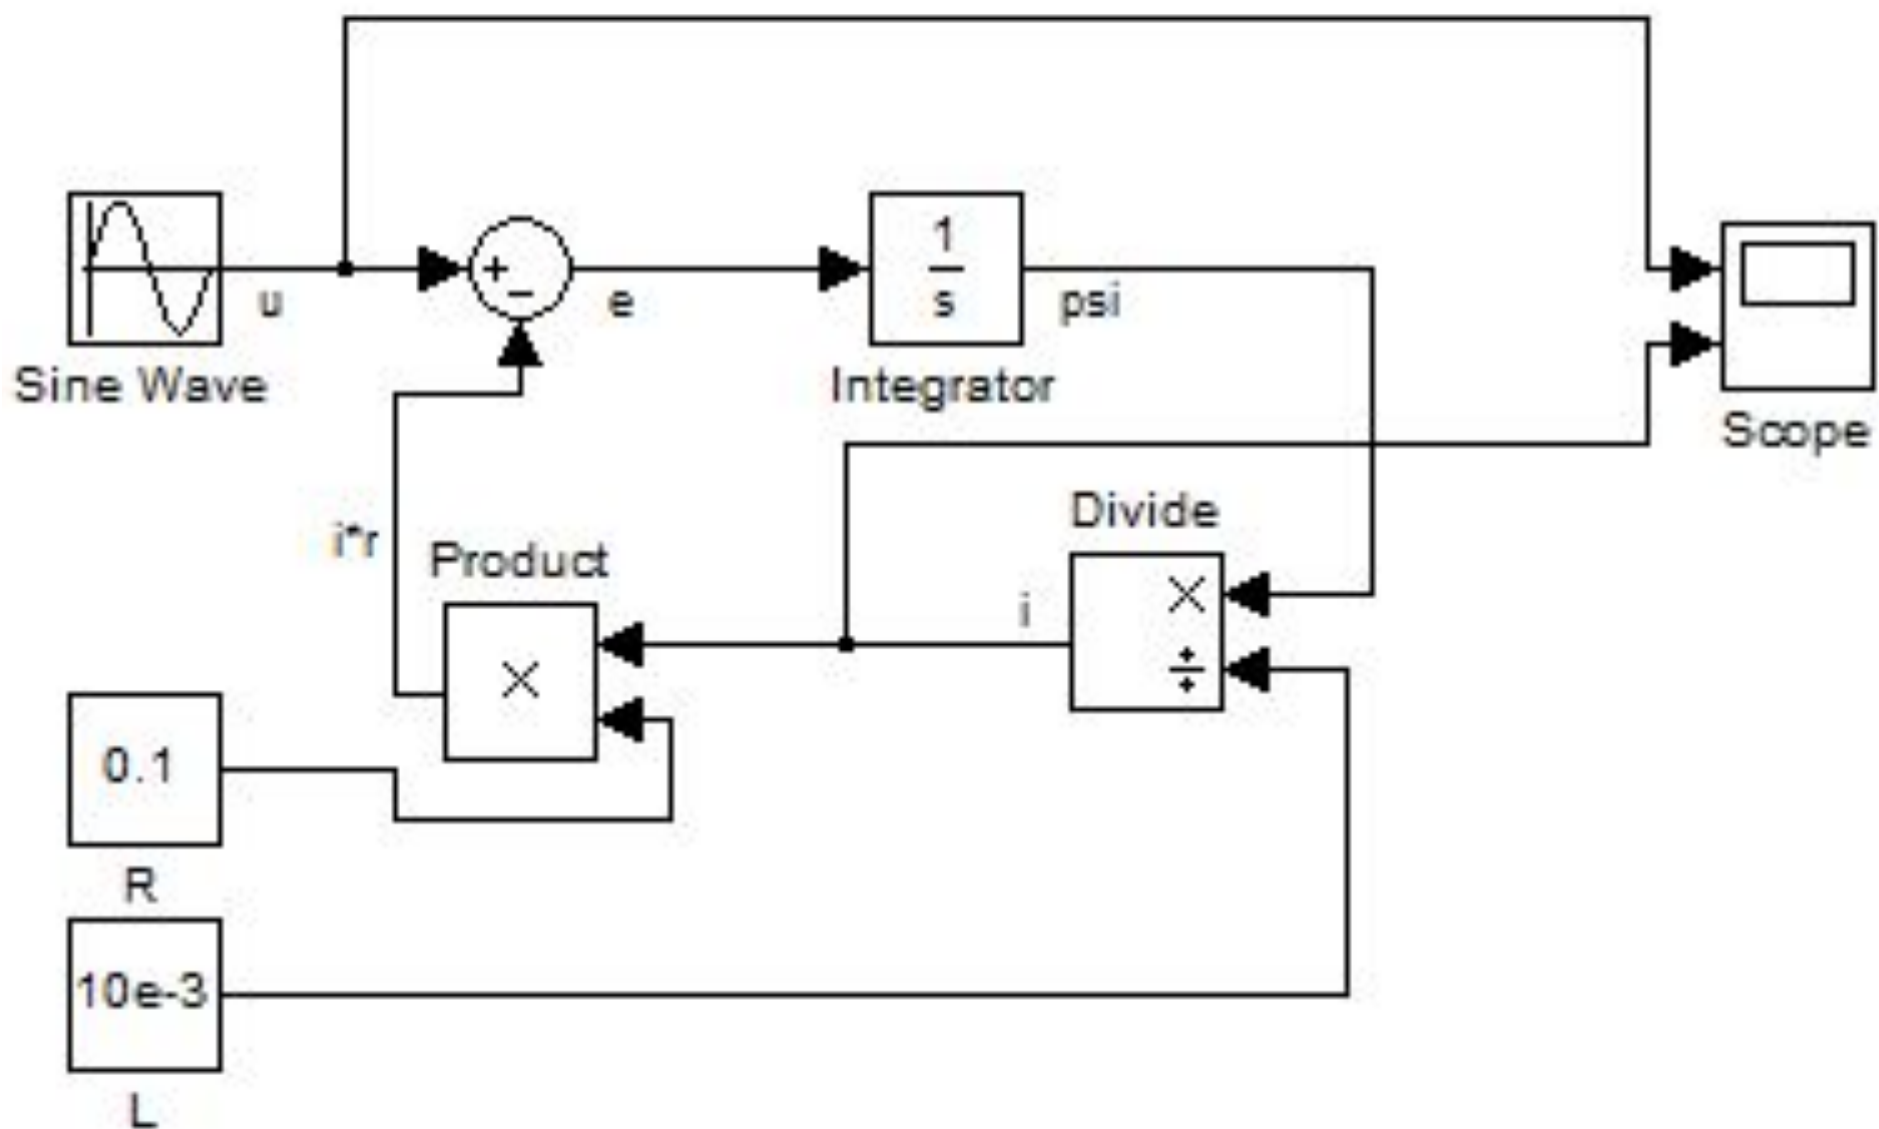 u
+
−
e
1
s
psi
Sine Wave
Integrator
Scope
i*r
Product
×
i
Divide
×
÷
0.1
R
10e-3
L